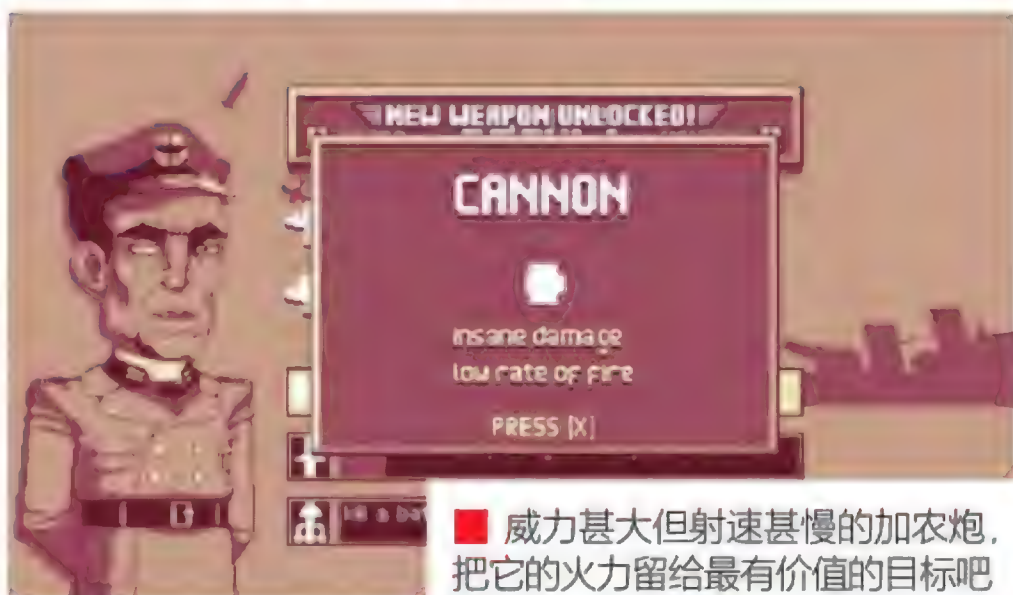 NEW WEAPON UNLOCKED!
CANNON
insane damage
low rate of fire
PRESS [X]
威力甚大但射速甚慢的加农炮，
把它的火力留给最有价值的目标吧